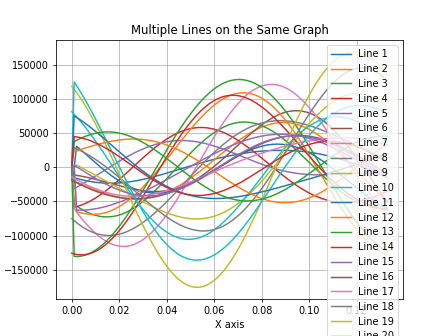 Multiple Lines on the Same Graph
150000
100000
50000
0
−50000
−100000
−150000
0.00
0.02
0.04
0.06
0.08
0.10
X axis
Line 1
Line 2
Line 3
Line 4
Line 5
Line 6
Line 7
Line 8
Line 9
Line 10
Line 11
Line 12
Line 13
Line 14
Line 15
Line 16
Line 17
Line 18
Line 19
Line 20